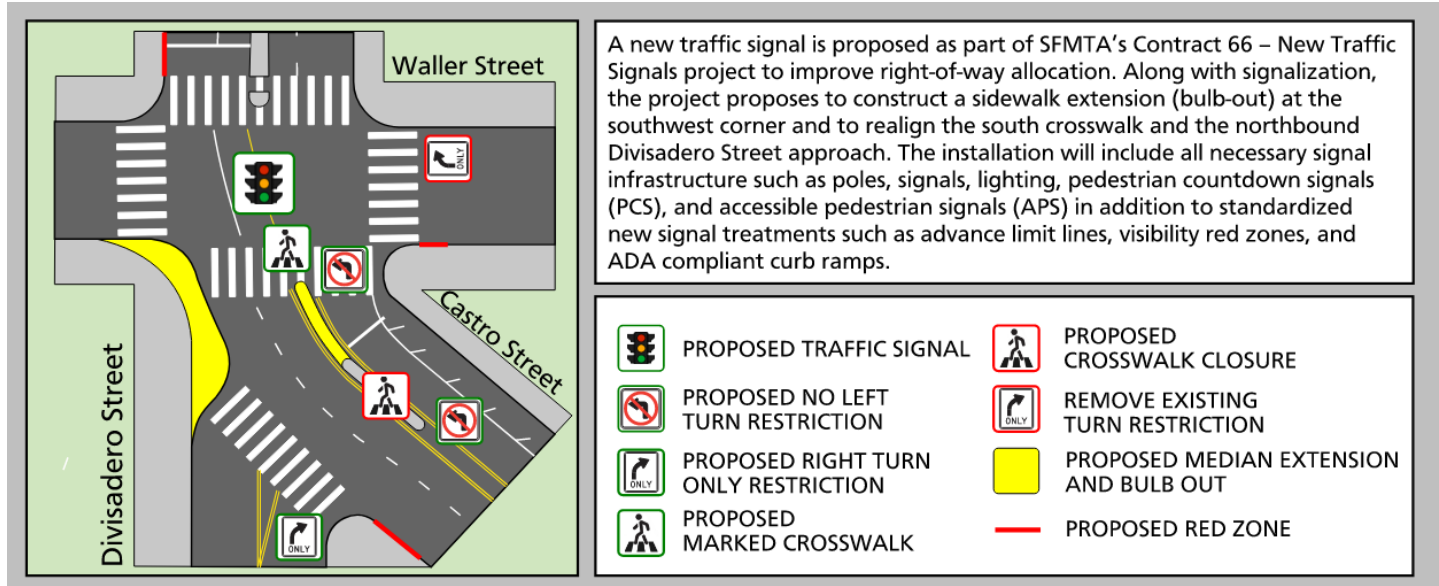 Waller Street
ONLY
Castro Street
Divisadero Street
ONLY
A new traffic signal is proposed as part of SFMTA's Contract 66 – New Traffic
Signals project to improve right-of-way allocation. Along with signalization,
the project proposes to construct a sidewalk extension (bulb-out) at the
southwest corner and to realign the south crosswalk and the northbound
Divisadero Street approach. The installation will include all necessary signal
infrastructure such as poles, signals, lighting, pedestrian countdown signals
(PCS), and accessible pedestrian signals (APS) in addition to standardized
new signal treatments such as advance limit lines, visibility red zones, and
ADA compliant curb ramps.
PROPOSED TRAFFIC SIGNAL
PROPOSED NO LEFT
TURN RESTRICTION
ONLY
PROPOSED RIGHT TURN
ONLY RESTRICTION
PROPOSED
MARKED CROSSWALK
PROPOSED
CROSSWALK CLOSURE
ONLY
REMOVE EXISTING
TURN RESTRICTION
PROPOSED MEDIAN EXTENSION
AND BULB OUT
PROPOSED RED ZONE